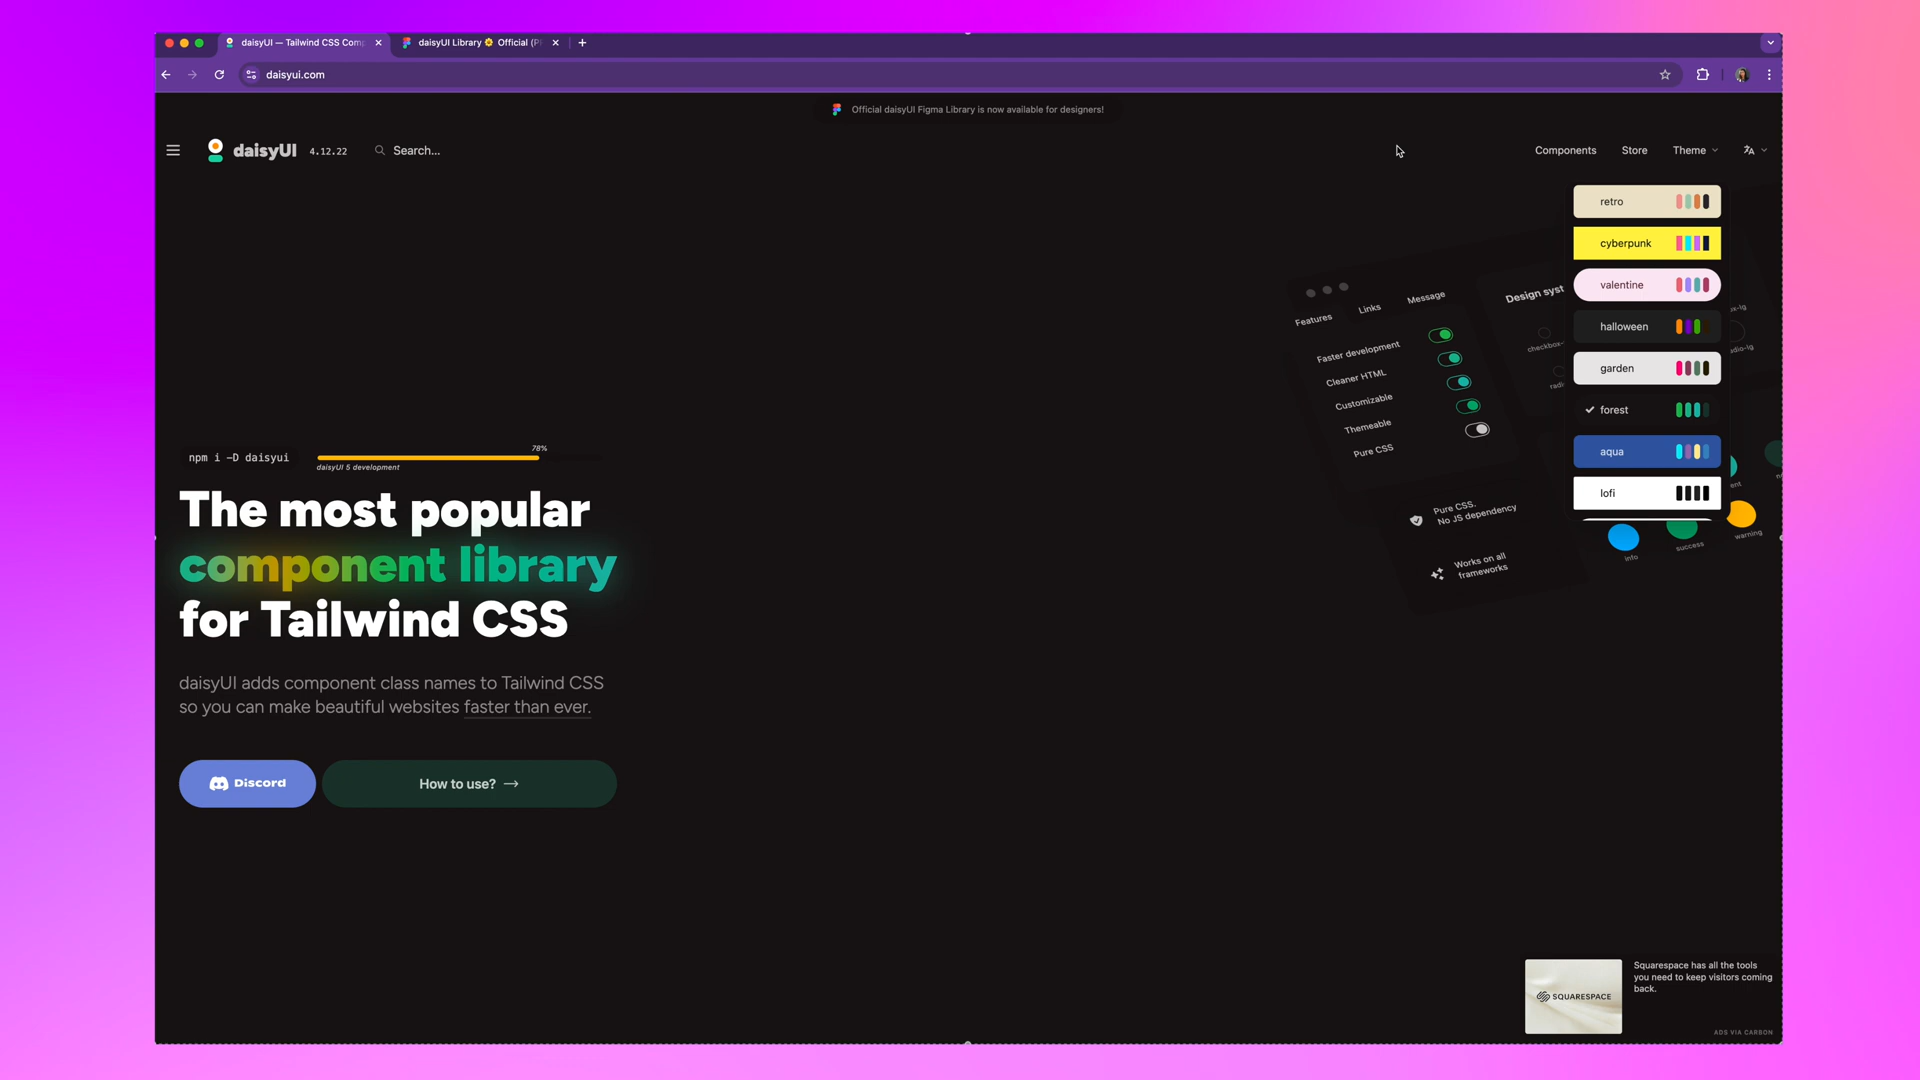 daisyUI — Tailwind CSS Comp
daisyUI Library 🌼 Official (P
daisyui.com
Official daisyUI Figma Library is now available for designers!
daisyUI 4.12.22 Search...
Components Store Theme
retro
cyberpunk
valentine
halloween
garden
forest
aqua
lofi
Features Links Message
Faster development
Cleaner HTML
Customizable
Themeable
Pure CSS
Design syst
checkbox-
radi
dio-lg
Pure CSS.
No JS dependency
Works on all
frameworks
info
success
warning
npm i -D daisyui
78%
daisyUI 5 development
The most popular
component library
for Tailwind CSS
daisyUI adds component class names to Tailwind CSS
so you can make beautiful websites faster than ever.
Discord
How to use? →
SQUARESPACE
Squarespace has all the tools
you need to keep visitors coming
back.
ADS VIA CARBON